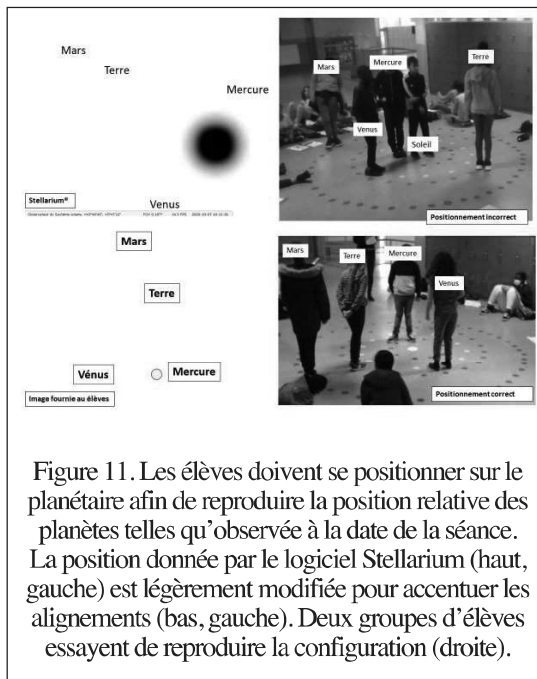 Mars
Terre
Mercure
Venus
Stellarium®
Mars
Terre
Vénus
Mercure
Image fournie au élèves
Mars
Mercure
Terre
Venus
Soleil
Positionnement incorrect
Mars
Terre
Mercure
Venus
Positionnement correct
Figure 11. Les élèves doivent se positionner sur le
planétaire afin de reproduire la position relative des
planètes telles qu’observée à la date de la séance.
La position donnée par le logiciel Stellarium (haut,
gauche) est légèrement modifiée pour accentuer les
alignements (bas, gauche). Deux groupes d’élèves
essayent de reproduire la configuration (droite).